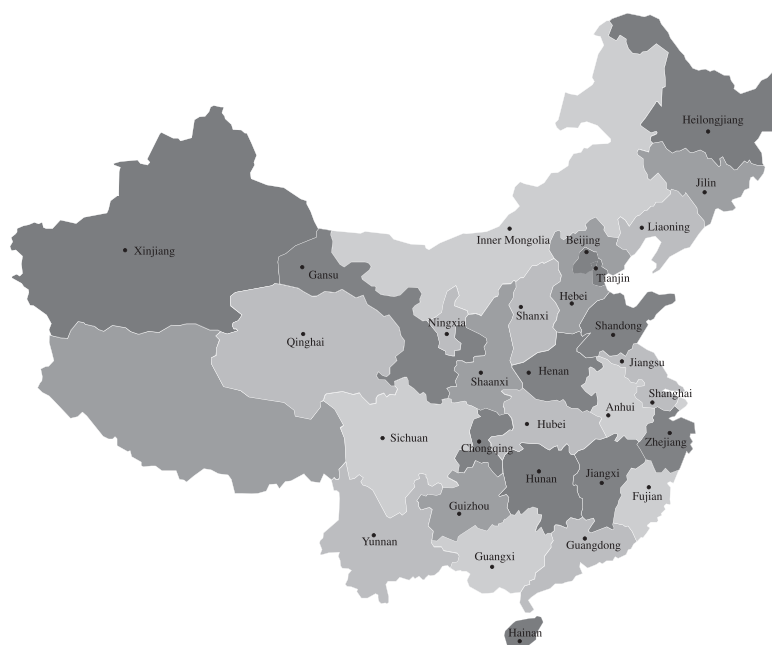 Heilongjiang
Jilin
Liaoning
Inner Mongolia
Beijing
Xinjiang
Gansu
Tianjin
Hebei
Shanxi
Ningxia
Shandong
Qinghai
Jiangsu
Henan
Shaanxi
Shanghai
Anhui
Hubei
Sichuan
Zhejiang
Chongqing
Jiangxi
Hunan
Fujian
Guizhou
Yunnan
Guangdong
Guangxi
Hainan